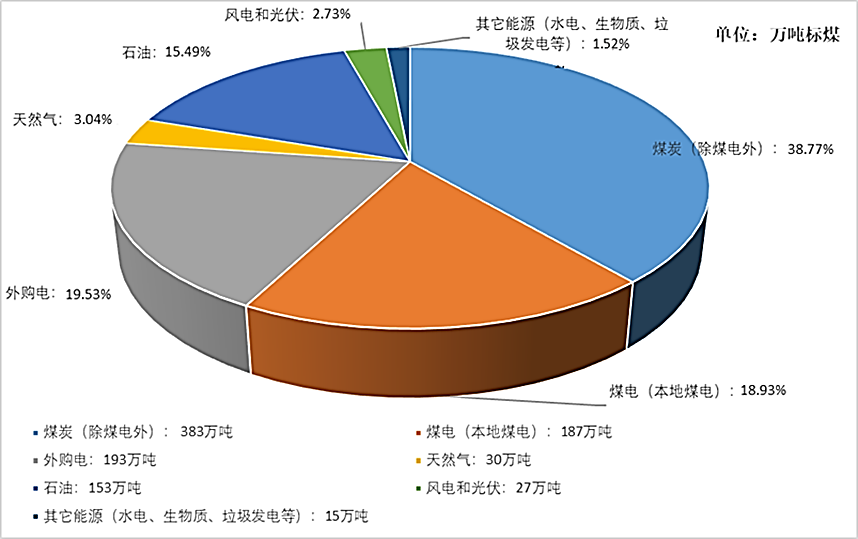 风电和光伏：2.73%
其它能源（水电、生物质、垃
圾发电等）：1.52%
单位：万吨标煤
石油：15.49%
天然气：3.04%
煤炭（除煤电外）：38.77%
外购电：19.53%
煤电（本地煤电）：18.93%
煤炭（除煤电外）：383万吨
煤电（本地煤电）：187万吨
外购电：193万吨
天然气：30万吨
石油：153万吨
风电和光伏：27万吨
其它能源（水电、生物质、垃圾发电等）：15万吨